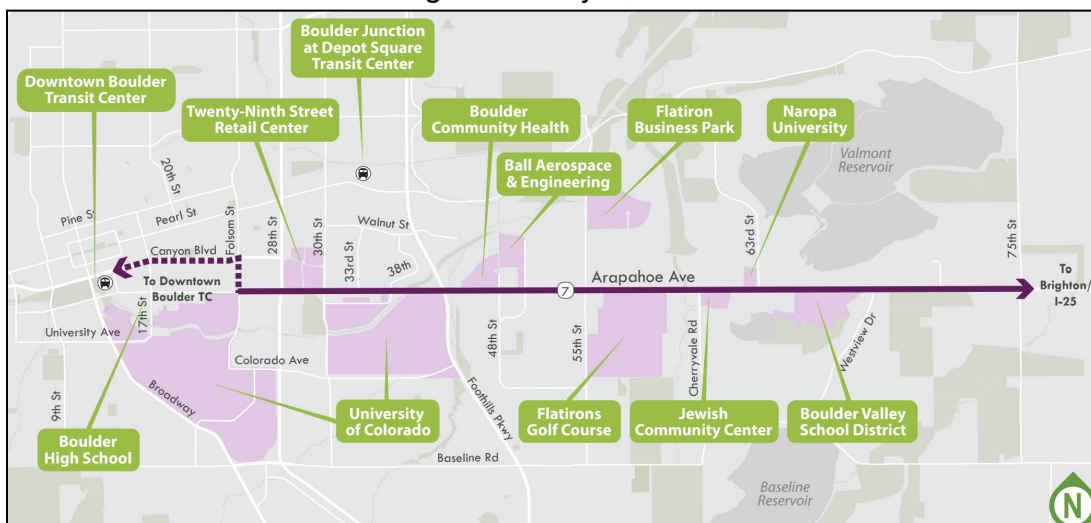 Boulder Junction
at Depot Square
Transit Center
Downtown Boulder
Transit Center
Twenty-Ninth Street
Retail Center
Boulder
Community Health
Flatiron
Business Park
Naropa
University
Ball Aerospace
& Engineering
Valmont
Reservoir
20th St
Pine St
Pearl St
Folsom St
28th St
30th St
33rd St
Walnut St
38th
63rd St
75th St
Canyon Blvd
To Downtown
Boulder TC
7
Arapahoe Ave
To
Brighton/
I-25
University Ave
17th St
Colorado Ave
48th St
55th St
Cherryvale Rd
Westview Dr
9th St
Broadway
Foothills Pkwy
Boulder
High School
University
of Colorado
Flatirons
Golf Course
Jewish
Community Center
Boulder Valley
School District
Baseline Rd
Baseline
Reservoir
N